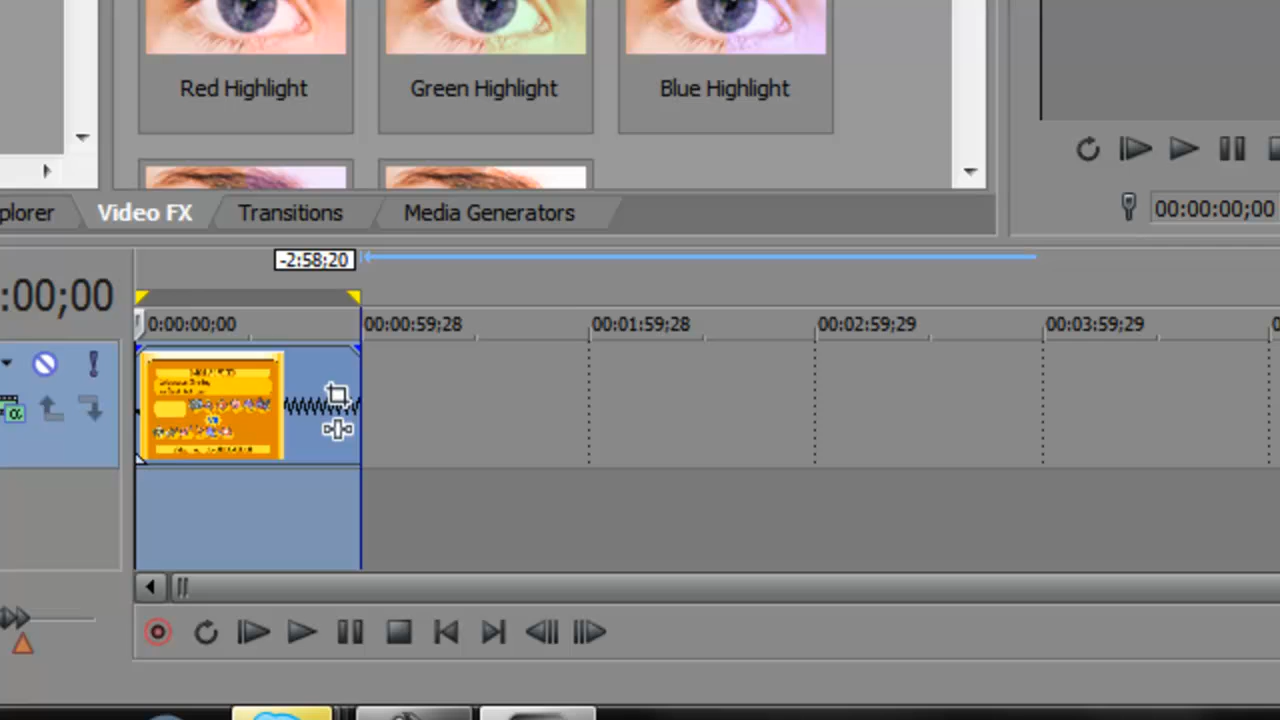 Red Highlight
Green Highlight
Blue Highlight
plorer
Video FX
Transitions
Media Generators
00:00:00;00
-2:58;20
:00;00
0:00:00;00
00:00:59;28
00:01:59;28
00:02:59;29
00:03:59;29